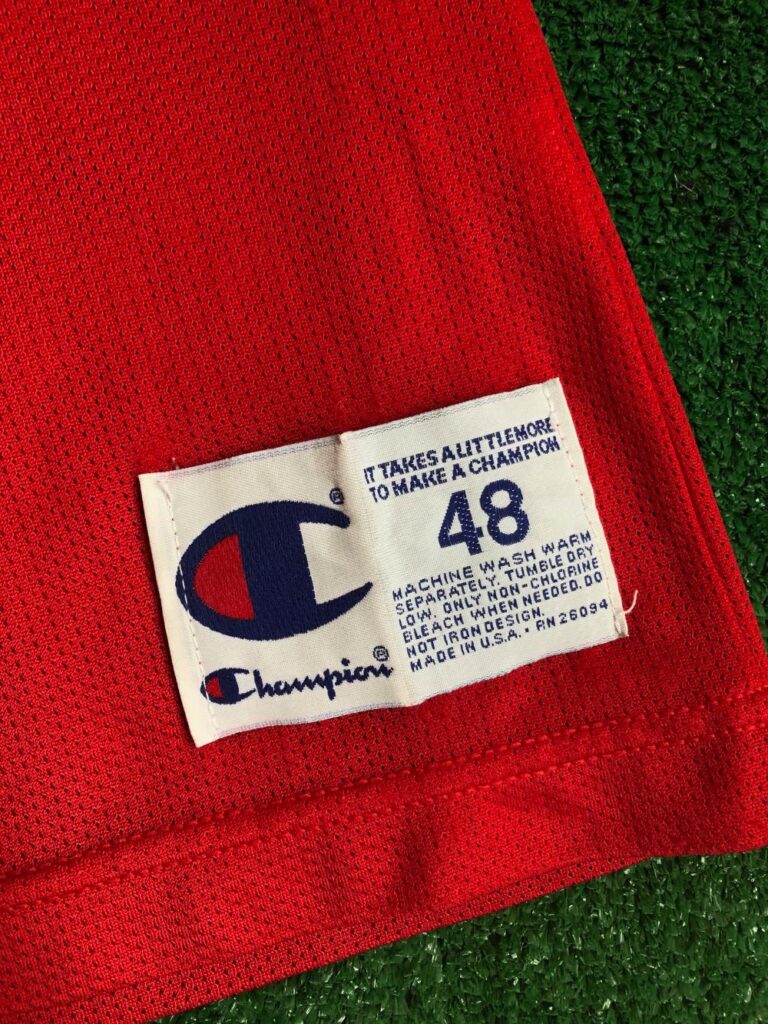 ®
Champion®
IT TAKES A LITTLE MORE
TO MAKE A CHAMPION
48
MACHINE WASH WARM
SEPARATELY. TUMBLE DRY
LOW. ONLY NON-CHLORINE
BLEACH WHEN NEEDED. DO
NOT IRON DESIGN.
MADE IN U.S.A. • RN 26094